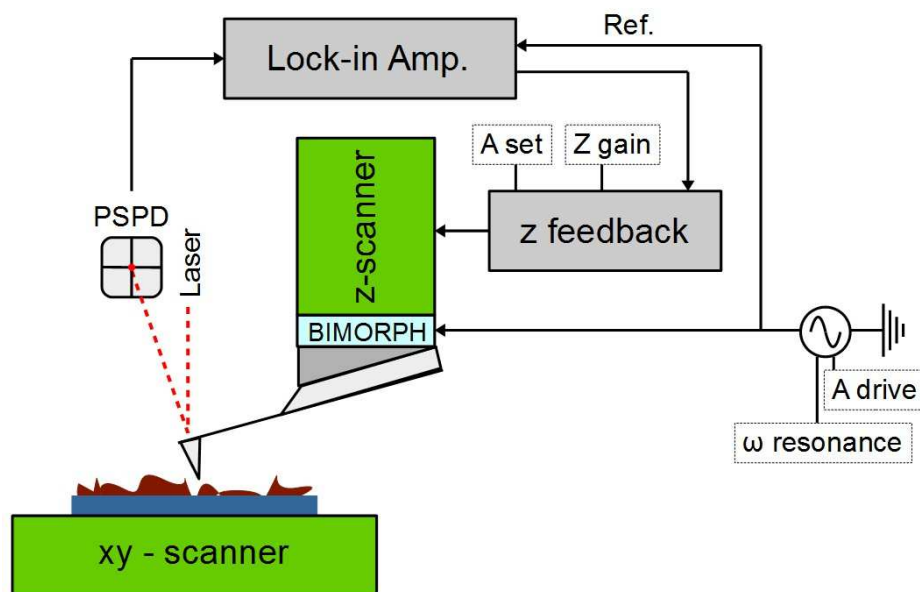 Ref.
Lock-in Amp.
A set
Z gain
z-scanner
PSPD
Laser
z feedback
BIMORPH
A drive
ω resonance
xy - scanner